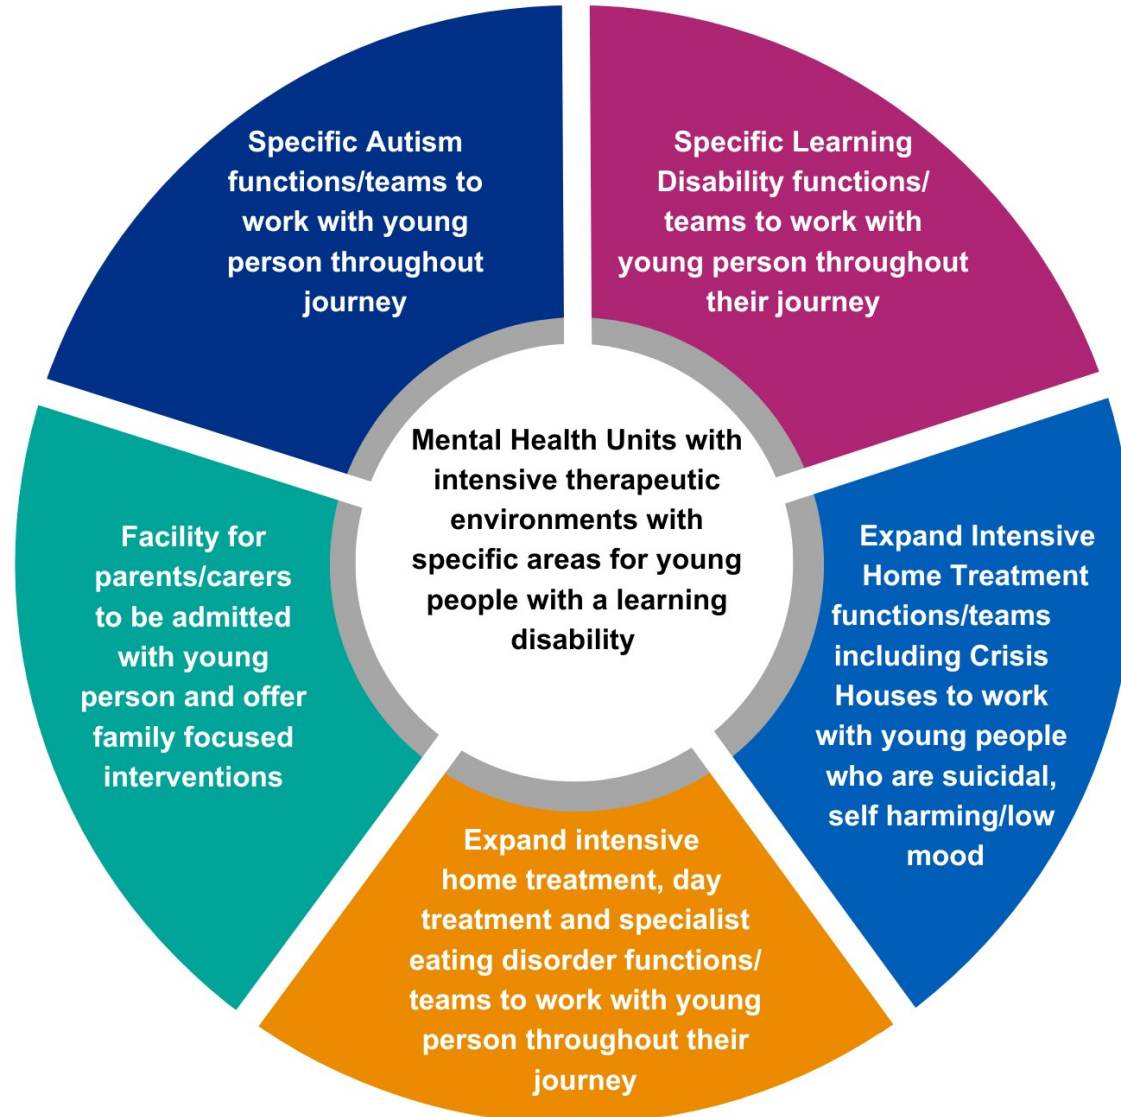 Specific Autism
functions/teams to
work with young
person throughout
journey
Specific Learning
Disability functions/
teams to work with
young person throughout
their journey
Mental Health Units with
intensive therapeutic
environments with
specific areas for young
people with a learning
disability
Facility for
parents/carers
to be admitted
with young
person and offer
family focused
interventions
Expand Intensive
Home Treatment
functions/teams
including Crisis
Houses to work
with young people
who are suicidal,
self harming/low
mood
Expand intensive
home treatment, day
treatment and specialist
eating disorder functions/
teams to work with young
person throughout their
journey